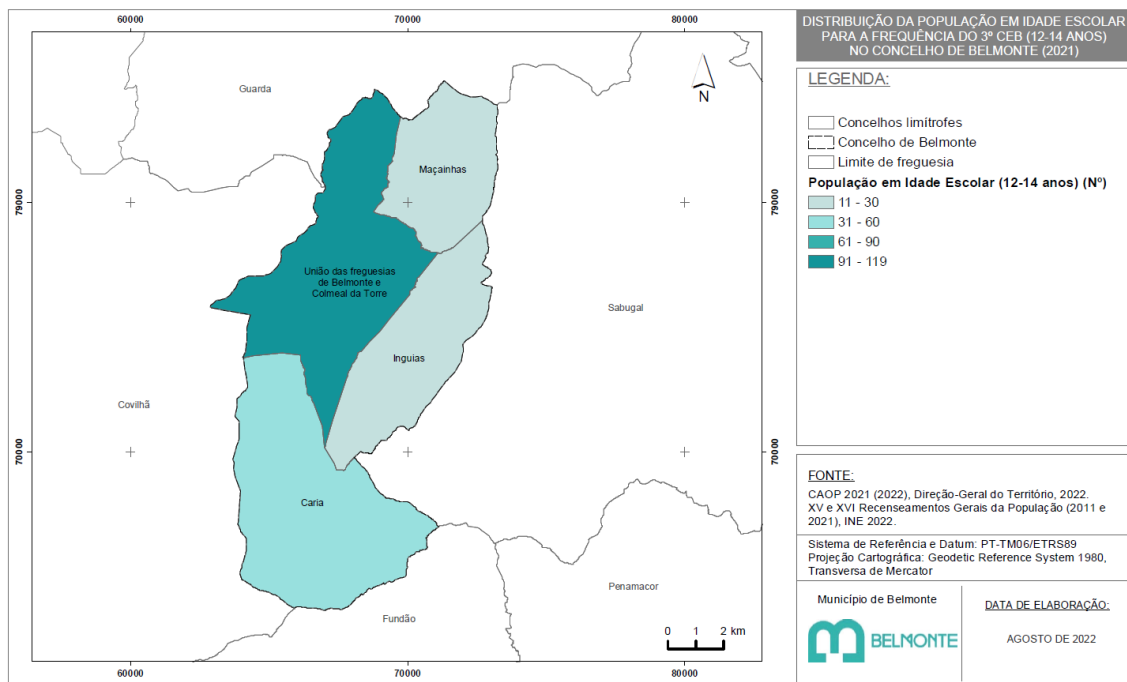 60000
70000
80000
79000
70000
79000
70000
60000
70000
80000
Guarda
Maçainhas
União das freguesias
de Belmonte e
Colmeal da Torre
Sabugal
Inguias
Covilhã
Caria
Penamacor
Fundão
N
0 1 2 km
DISTRIBUIÇÃO DA POPULAÇÃO EM IDADE ESCOLAR
PARA A FREQUÊNCIA DO 3º CEB (12-14 ANOS)
NO CONCELHO DE BELMONTE (2021)
LEGENDA:
Concelhos limítrofes
Concelho de Belmonte
Limite de freguesia
População em Idade Escolar (12-14 anos) (Nº)
11 - 30
31 - 60
61 - 90
91 - 119
FONTE:
CAOP 2021 (2022), Direção-Geral do Território, 2022.
XV e XVI Recenseamentos Gerais da População (2011 e
2021), INE 2022.
Sistema de Referência e Datum: PT-TM06/ETRS89
Projeção Cartográfica: Geodetic Reference System 1980,
Transversa de Mercator
Município de Belmonte
BELMONTE
DATA DE ELABORAÇÃO:
AGOSTO DE 2022